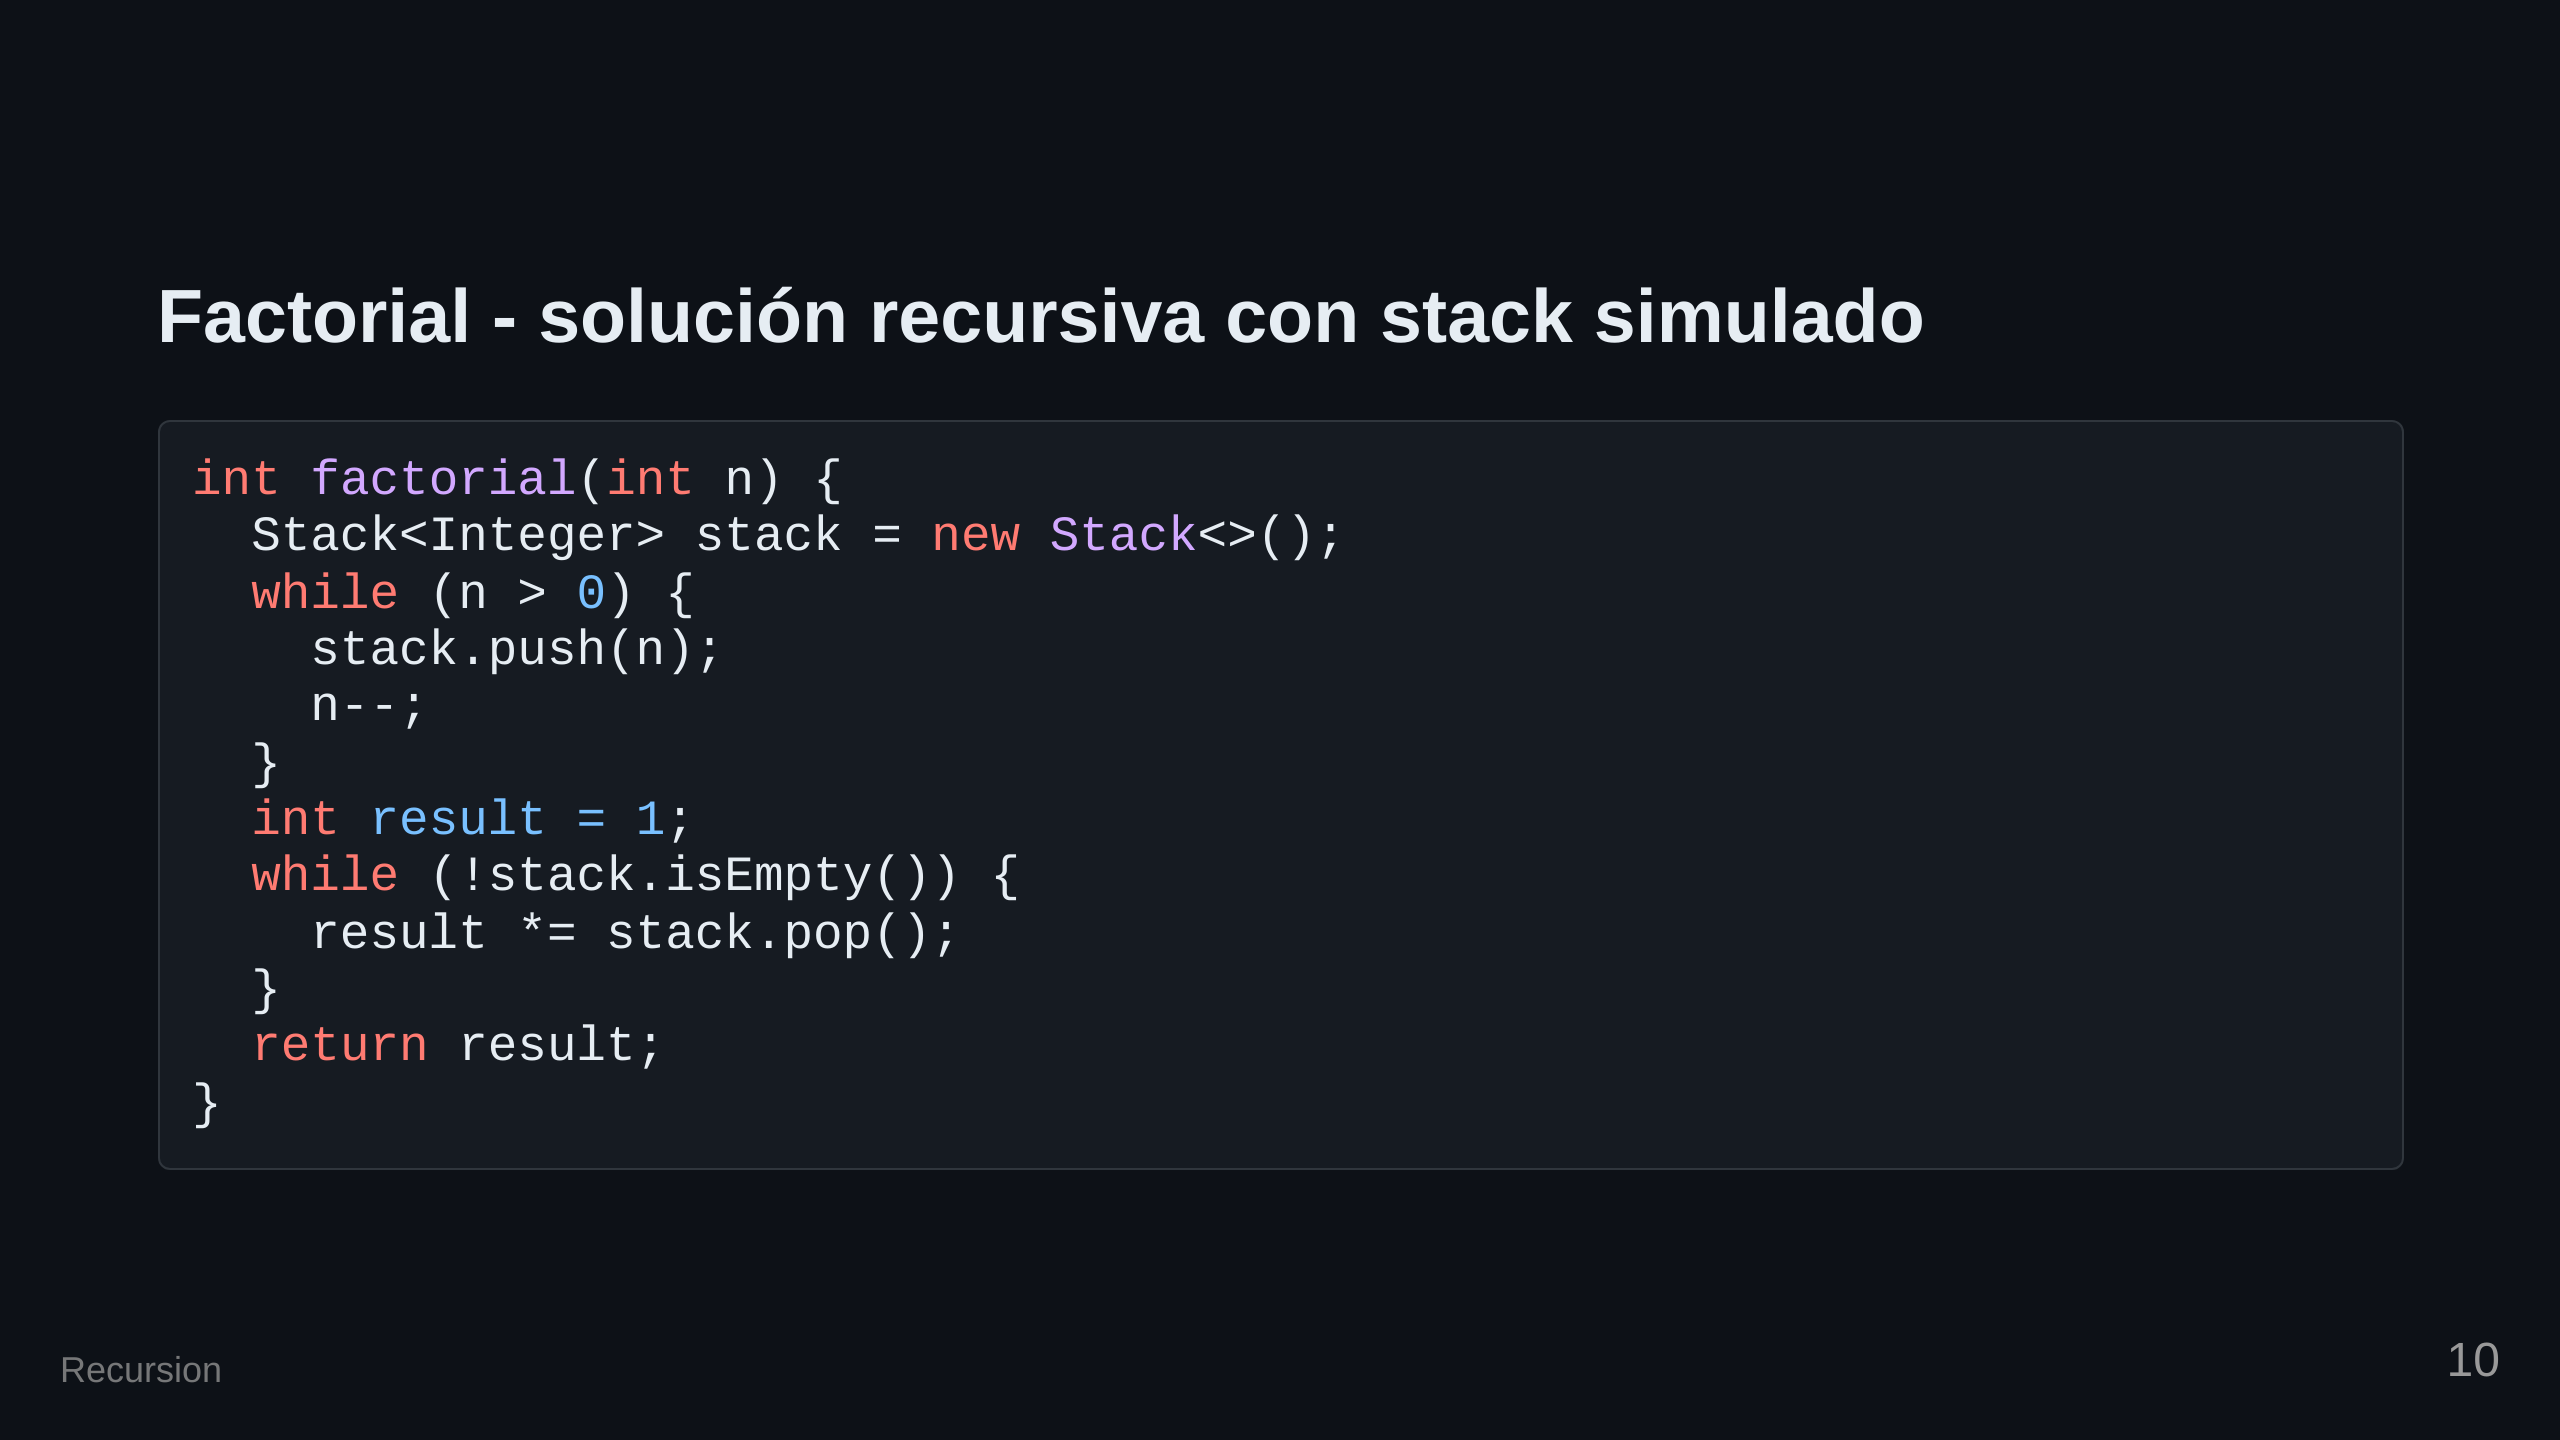 Factorial - solución recursiva con stack simulado
int factorial(int n) {
  Stack<Integer> stack = new Stack<>();
  while (n > 0) {
    stack.push(n);
    n--;
  }
  int result = 1;
  while (!stack.isEmpty()) {
    result *= stack.pop();
  }
  return result;
}
Recursion
10